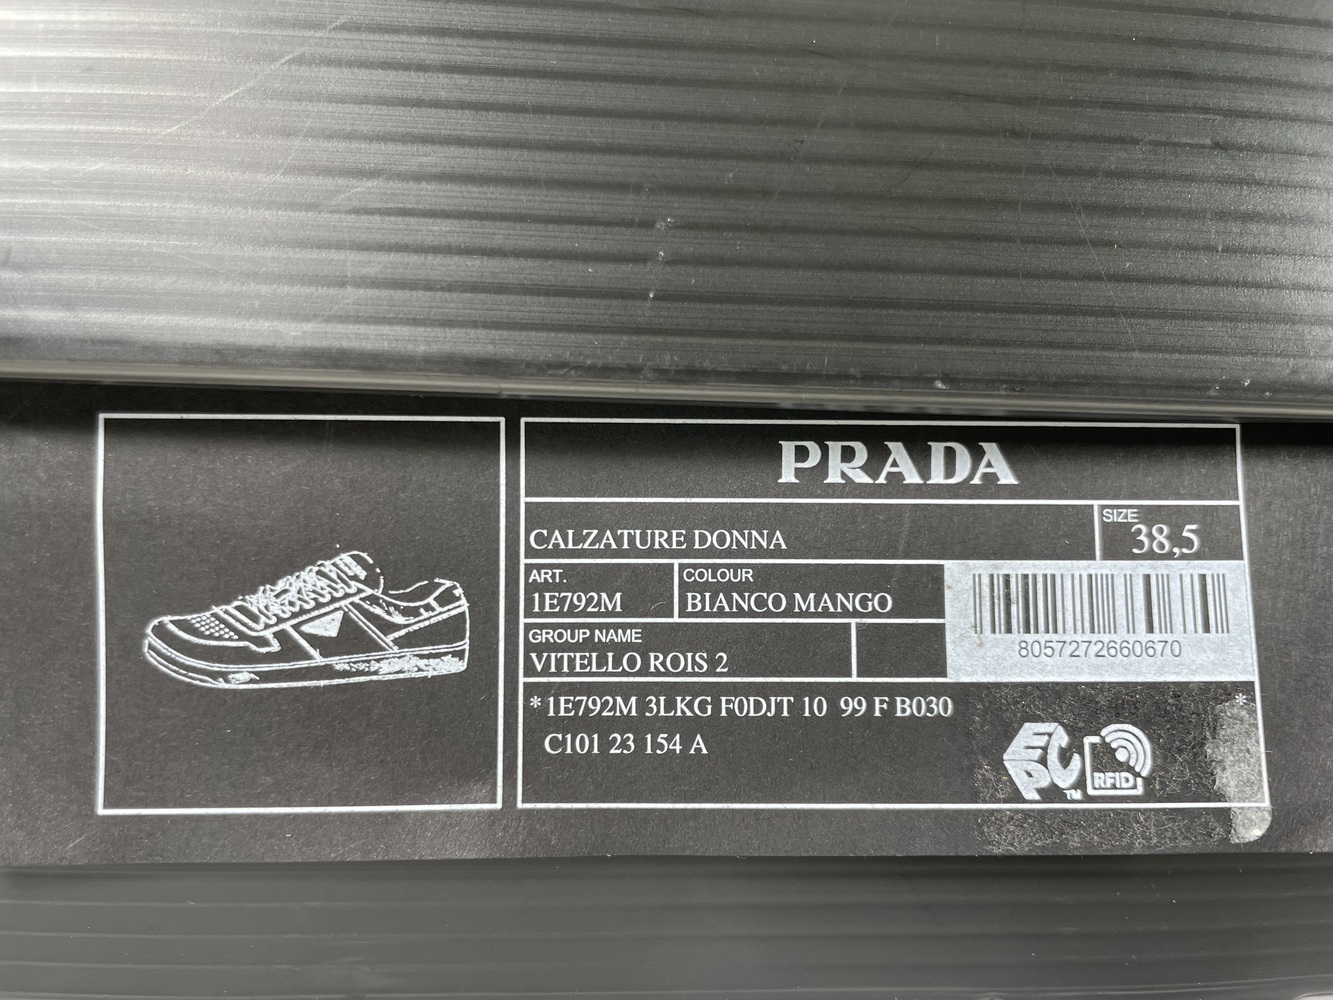 PRADA
CALZATURE DONNA
SIZE
38,5
ART.
1E792M
COLOUR
BIANCO MANGO
8057272660670
GROUP NAME
VITELLO ROIS 2
*1E792M 3LKG F0DJT 10 99 F B030 *
C101 23 154 A
EPC™
RFID